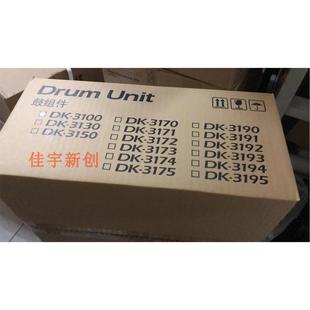 Drum Unit
鼓组件
DK-3100
DK-3130
DK-3150
DK-3170
DK-3171
DK-3172
DK-3173
DK-3174
DK-3175
DK-3190
DK-3191
DK-3192
DK-3193
DK-3194
DK-3195
佳宇新创